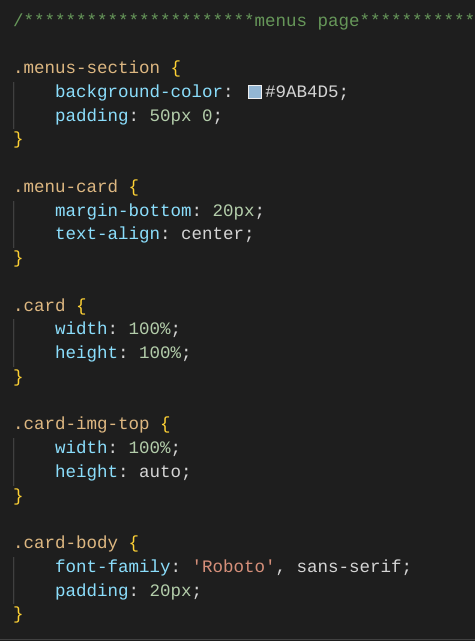 /**********************menus page***********
.menus-section {
background-color: #9AB4D5;
padding: 50px 0;
}
.menu-card {
margin-bottom: 20px;
text-align: center;
}
.card {
width: 100%;
height: 100%;
}
.card-img-top {
width: 100%;
height: auto;
}
.card-body {
font-family: 'Roboto', sans-serif;
padding: 20px;
}